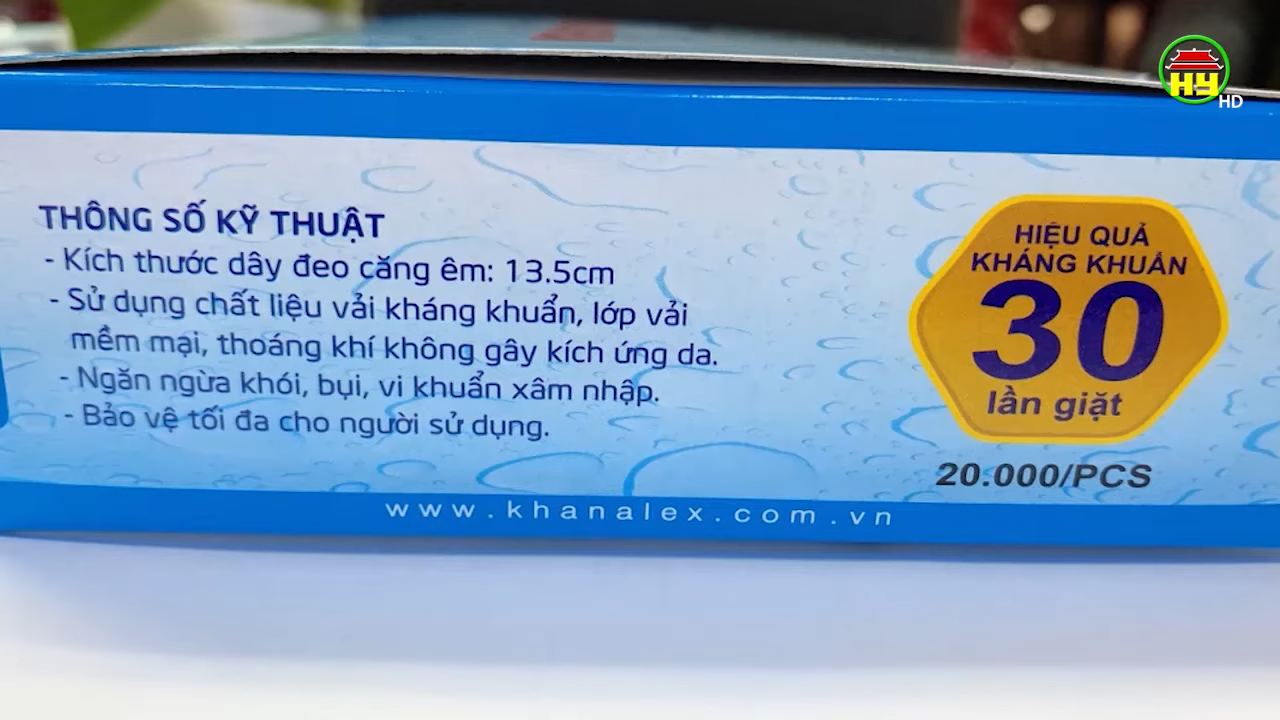 HY HD
THÔNG SỐ KỸ THUẬT
- Kích thước dây đeo căng êm: 13.5cm
- Sử dụng chất liệu vải kháng khuẩn, lớp vải
mềm mại, thoáng khí không gây kích ứng da.
- Ngăn ngừa khói, bụi, vi khuẩn xâm nhập.
- Bảo vệ tối đa cho người sử dụng.
HIỆU QUẢ
KHÁNG KHUẨN
30
lần giặt
20.000/PCS
www.khanalex.com.vn